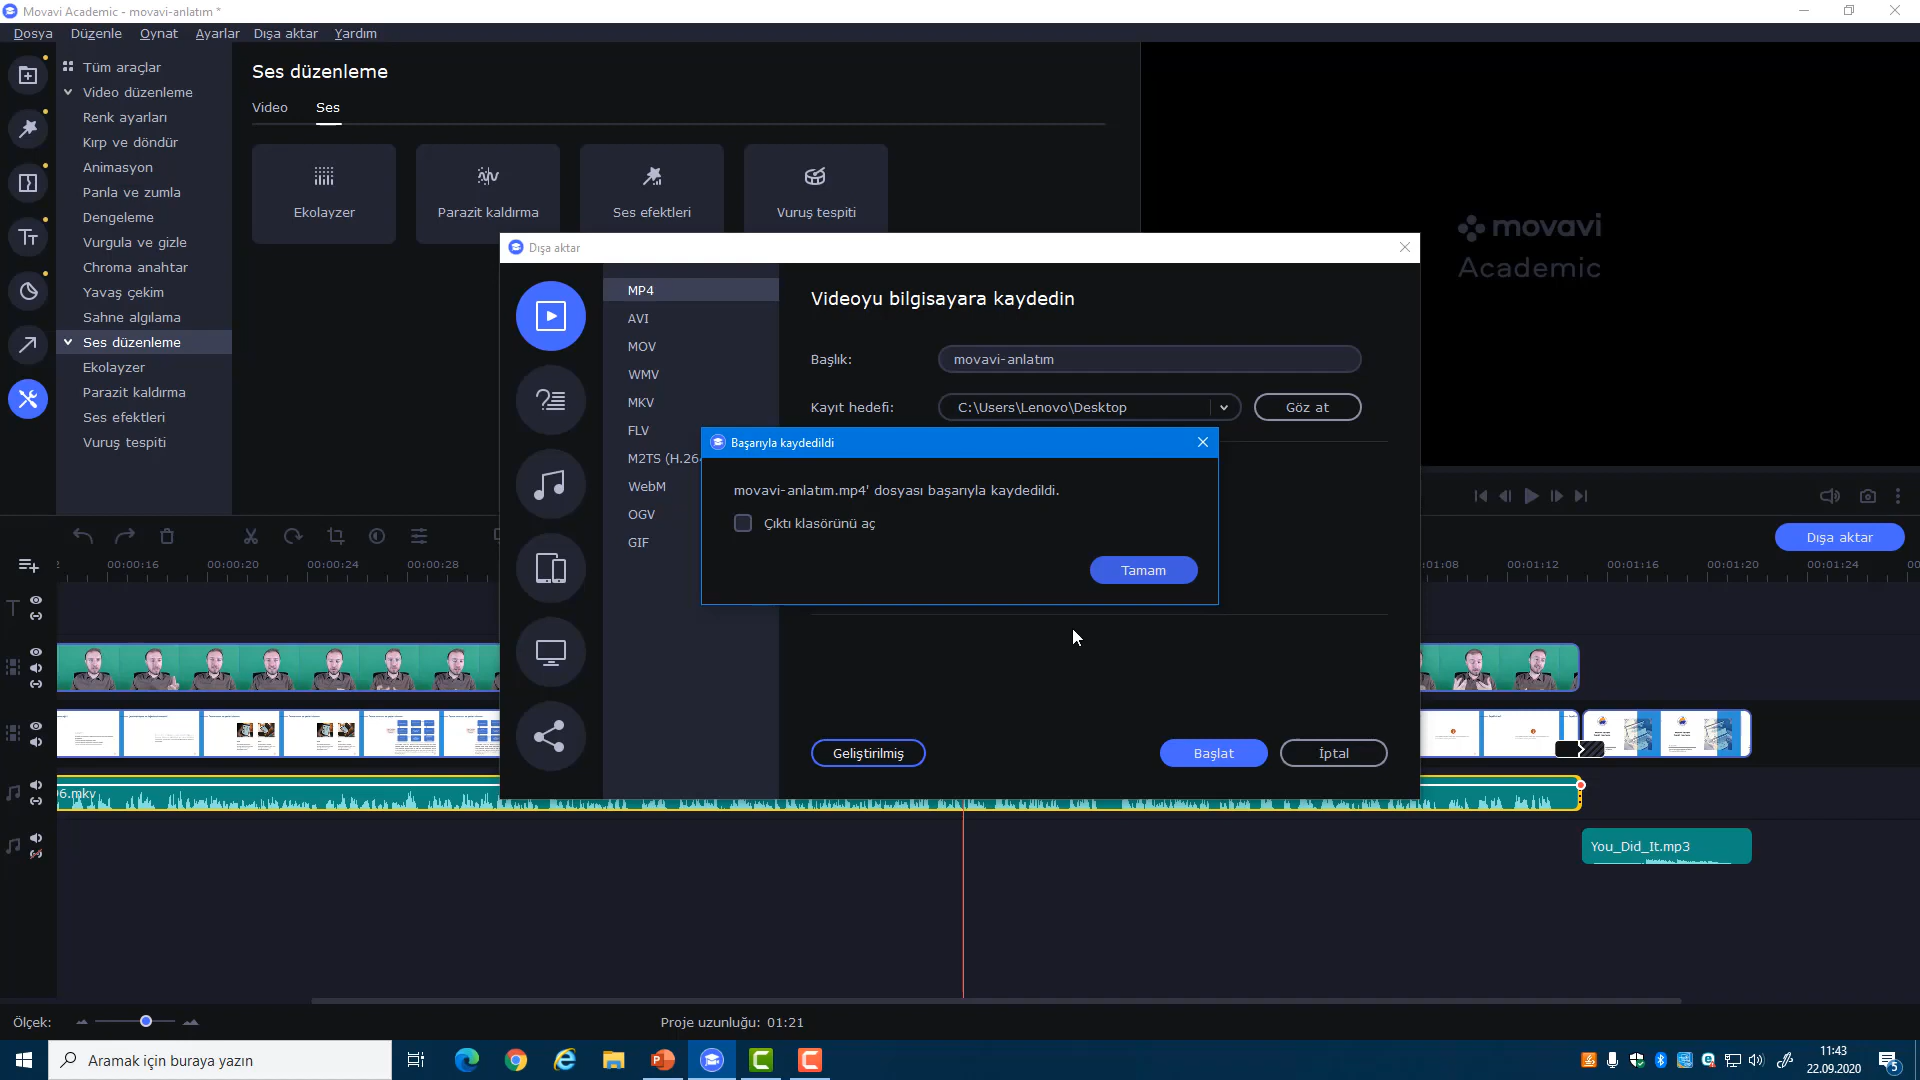 Movavi Academic - movavi-anlatım *
Dosya Düzenle Oynat Ayarlar Dışa aktar Yardım
Tüm araçlar
Video düzenleme
Renk ayarları
Kırp ve döndür
Animasyon
Panla ve zumla
Dengeleme
Vurgula ve gizle
Chroma anahtar
Yavaş çekim
Sahne algılama
Ses düzenleme
Ekolayzer
Parazit kaldırma
Ses efektleri
Vuruş tespiti
Ses düzenleme
Video Ses
Ekolayzer
Parazit kaldırma
Ses efektleri
Vuruş tespiti
movavi
Academic
Dışa aktar
MP4
AVI
MOV
WMV
MKV
FLV
M2TS (H.264
WebM
OGV
GIF
Videoyu bilgisayara kaydedin
Başlık: movavi-anlatım
Kayıt hedefi: C:\Users\Lenovo\Desktop Göz at
Başarıyla kaydedildi
movavi-anlatım.mp4' dosyası başarıyla kaydedildi.
Çıktı klasörünü aç
Tamam
Geliştirilmiş Başlat İptal
Dışa aktar
00:00:16 00:00:20 00:00:24 00:00:28 :01:08 00:01:12 00:01:16 00:01:20 00:01:24 00:0
6.mkv
You_Did_It.mp3
Ölçek:
Proje uzunluğu: 01:21
Aramak için buraya yazın
11:43
22.09.2020
5